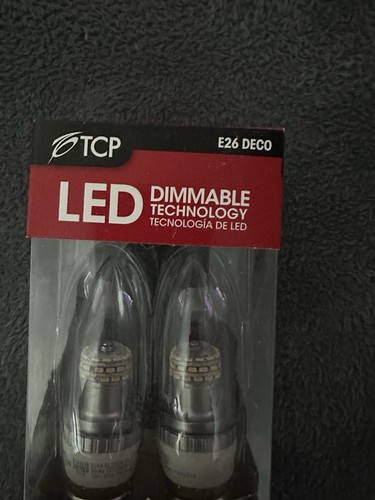 TCP
E26 DECO
LED
DIMMABLE
TECHNOLOGY
TECNOLOGÍA DE LED